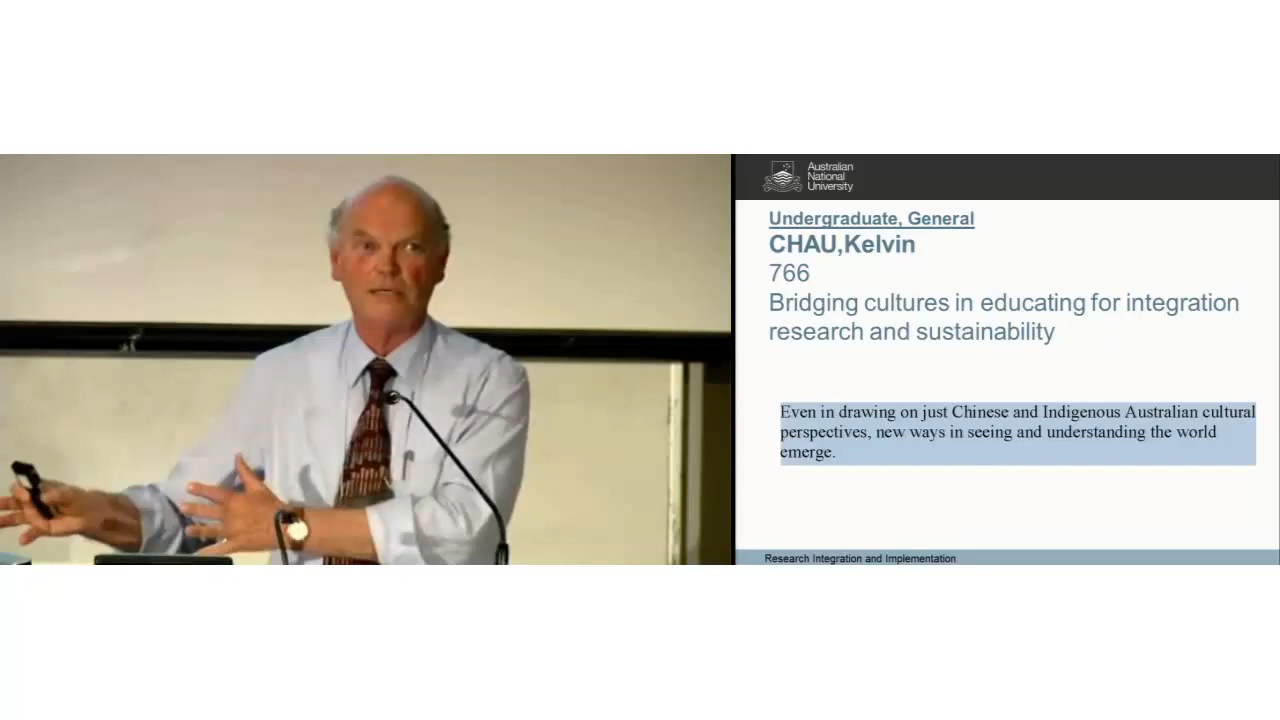 Australian
National
University
Undergraduate, General
CHAU,Kelvin
766
Bridging cultures in educating for integration
research and sustainability
Even in drawing on just Chinese and Indigenous Australian cultural
perspectives, new ways in seeing and understanding the world
emerge.
Research Integration and Implementation